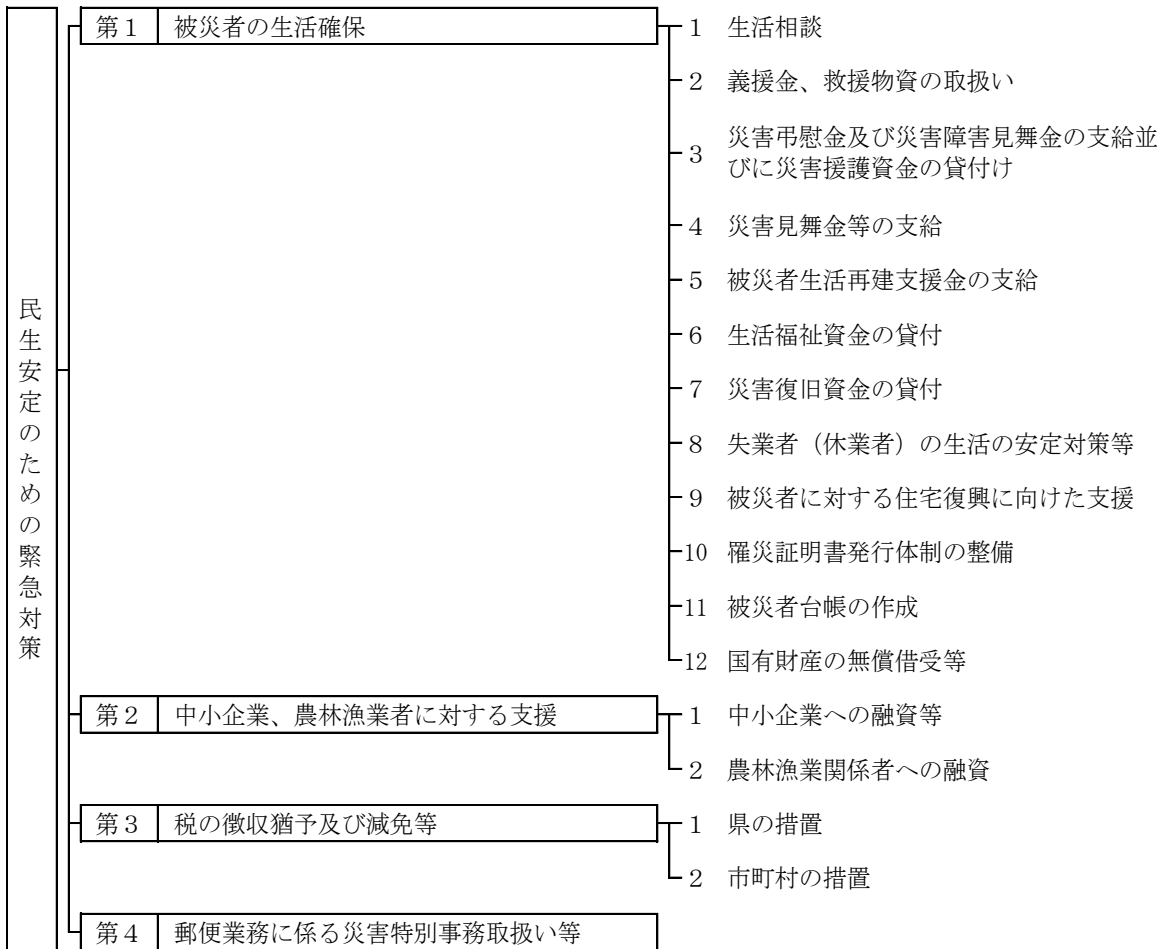 民生安定のための緊急対策
第1 被災者の生活確保
1 生活相談
2 義援金、救援物資の取扱い
3 災害弔慰金及び災害障害見舞金の支給並
びに災害援護資金の貸付け
4 災害見舞金等の支給
5 被災者生活再建支援金の支給
6 生活福祉資金の貸付
7 災害復旧資金の貸付
8 失業者（休業者）の生活の安定対策等
9 被災者に対する住宅復興に向けた支援
10 罹災証明書発行体制の整備
11 被災者台帳の作成
12 国有財産の無償借受等
第2 中小企業、農林漁業者に対する支援
1 中小企業への融資等
2 農林漁業関係者への融資
第3 税の徴収猶予及び減免等
1 県の措置
2 市町村の措置
第4 郵便業務に係る災害特別事務取扱い等